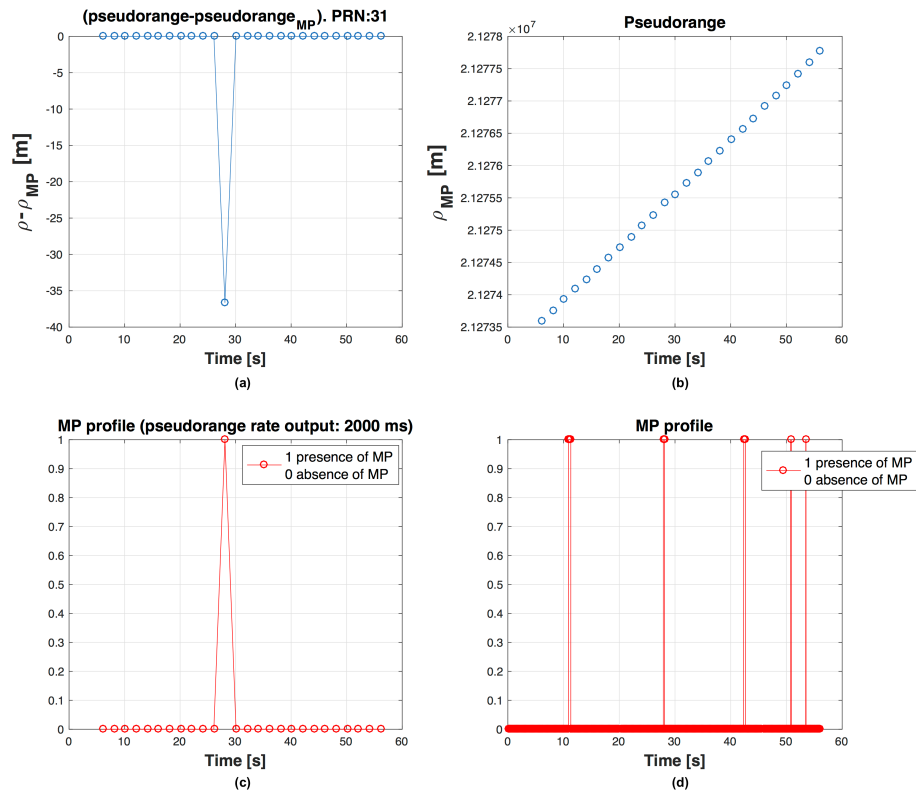 (pseudorange-pseudorange_MP). PRN:31
0
-5
-10
-15
-20
-25
-30
-35
-40
ρ - ρ_MP [m]
0 10 20 30 40 50 60
Time [s]
(a)
×10^7
Pseudorange
2.1278
2.12775
2.1277
2.12765
2.1276
2.12755
2.1275
2.12745
2.1274
2.12735
ρ_MP [m]
0 10 20 30 40 50 60
Time [s]
(b)
MP profile (pseudorange rate output: 2000 ms)
1 presence of MP
0 absence of MP
1
0.9
0.8
0.7
0.6
0.5
0.4
0.3
0.2
0.1
0
0 10 20 30 40 50 60
Time [s]
(c)
MP profile
1 presence of MP
0 absence of MP
1
0.9
0.8
0.7
0.6
0.5
0.4
0.3
0.2
0.1
0
0 10 20 30 40 50 60
Time [s]
(d)